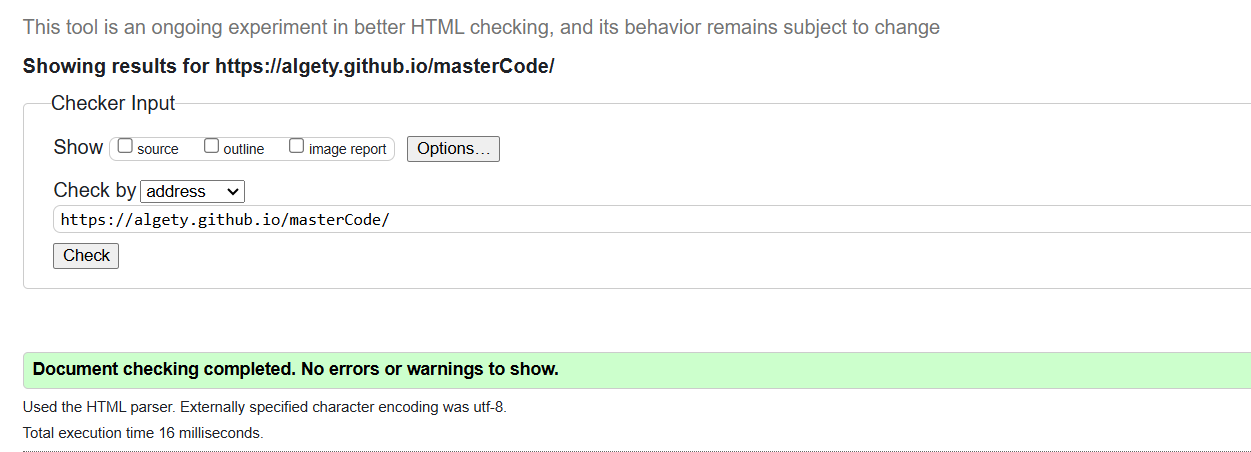 This tool is an ongoing experiment in better HTML checking, and its behavior remains subject to change
Showing results for https://algety.github.io/masterCode/
Checker Input
Show source outline image report Options…
Check by address
https://algety.github.io/masterCode/
Check
Document checking completed. No errors or warnings to show.
Used the HTML parser. Externally specified character encoding was utf-8.
Total execution time 16 milliseconds.